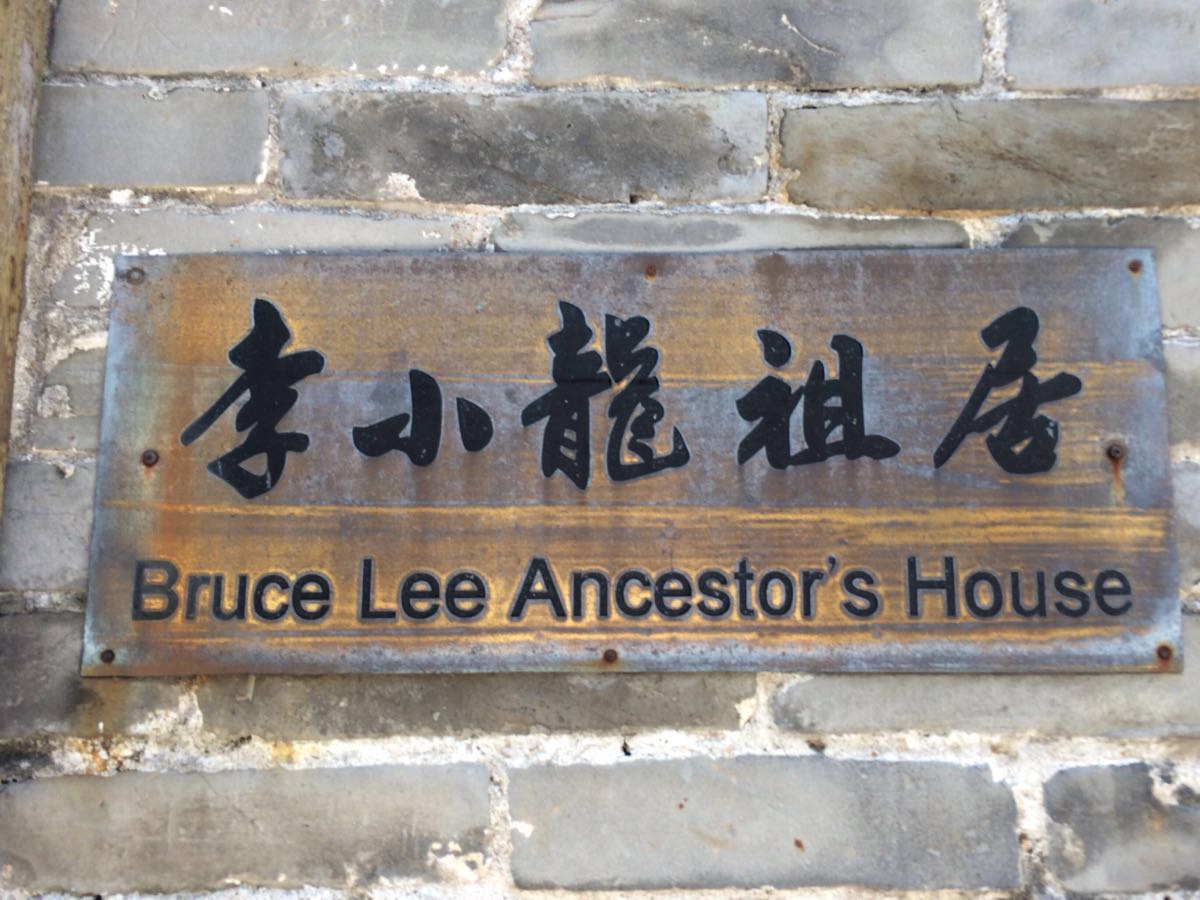 李小龍祖居
Bruce Lee Ancestor’s House